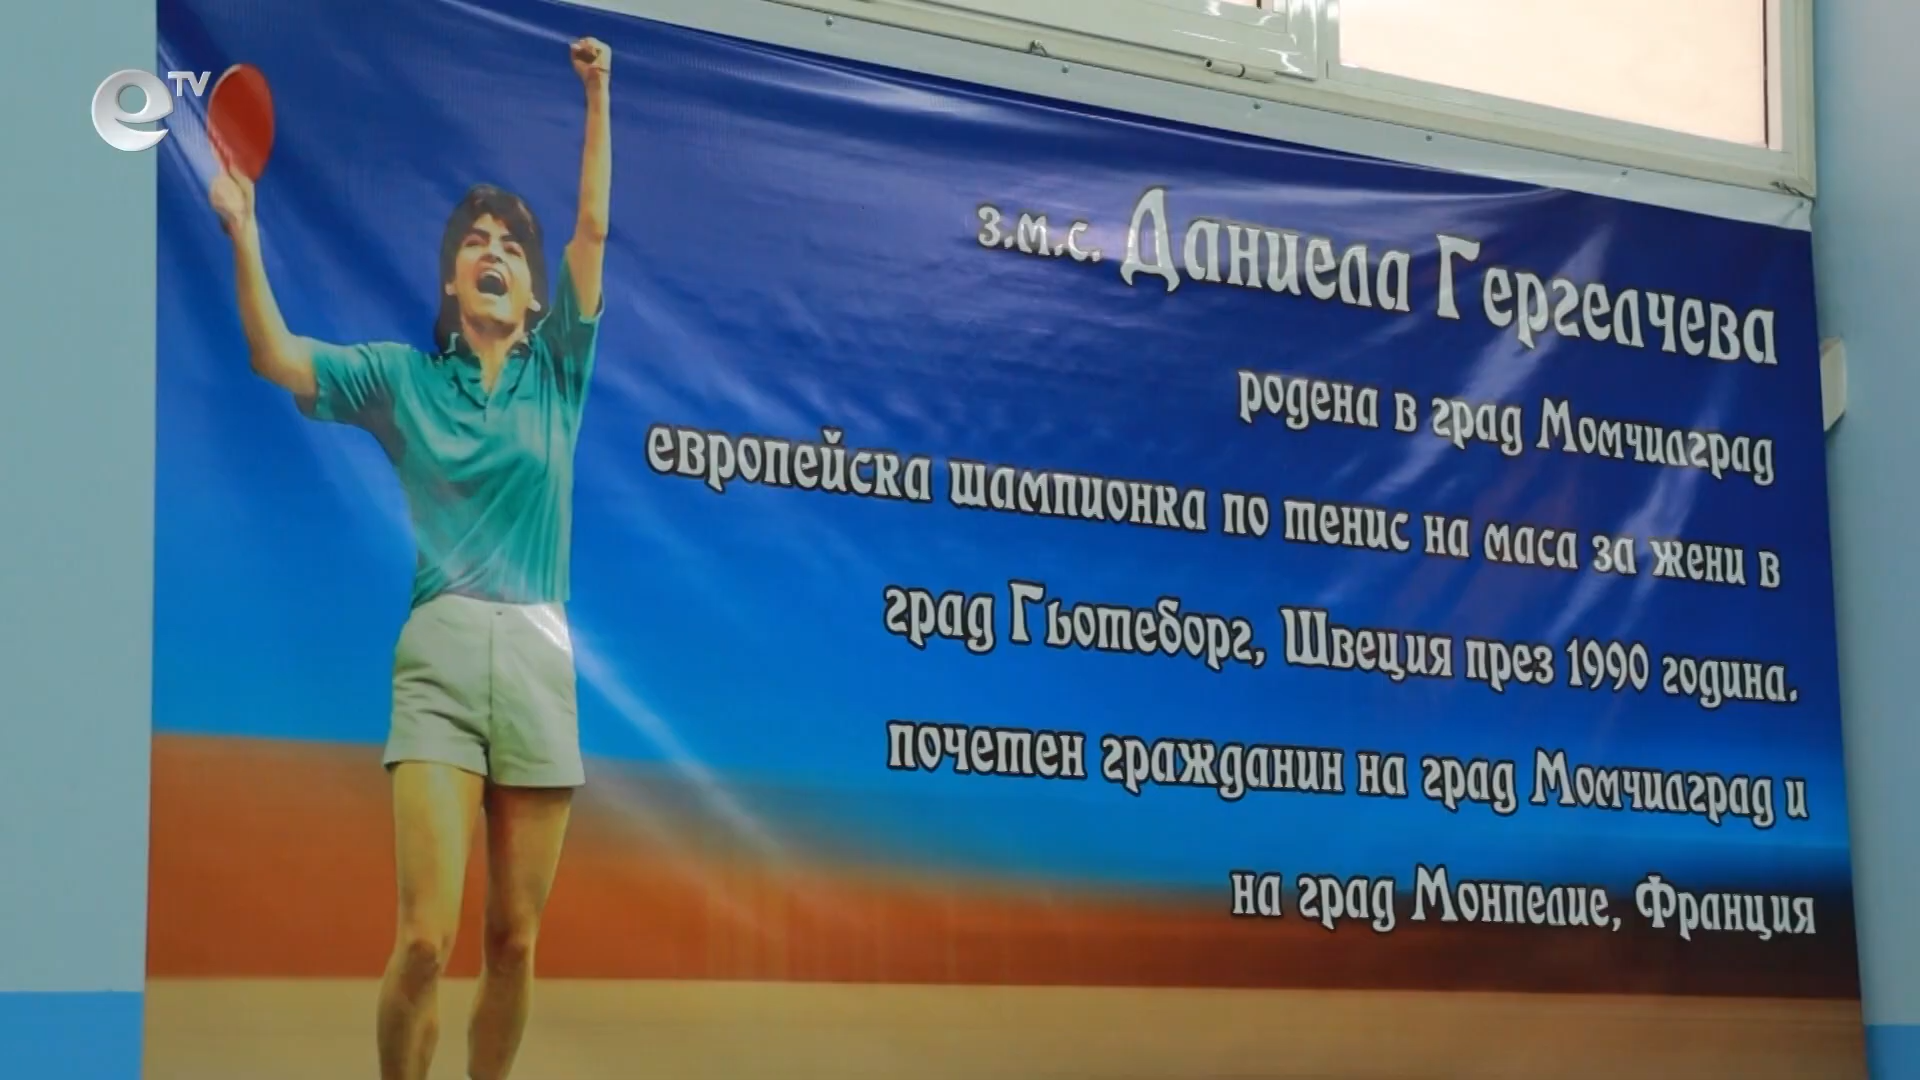 eTV
з.м.с. Даниела Гергелчева
родена в град Момчилград
европейска шампионка по тенис на маса за жени в
град Гьотеборг, Швеция през 1990 година.
почетен гражданин на град Момчилград и
на град Монпелие, Франция